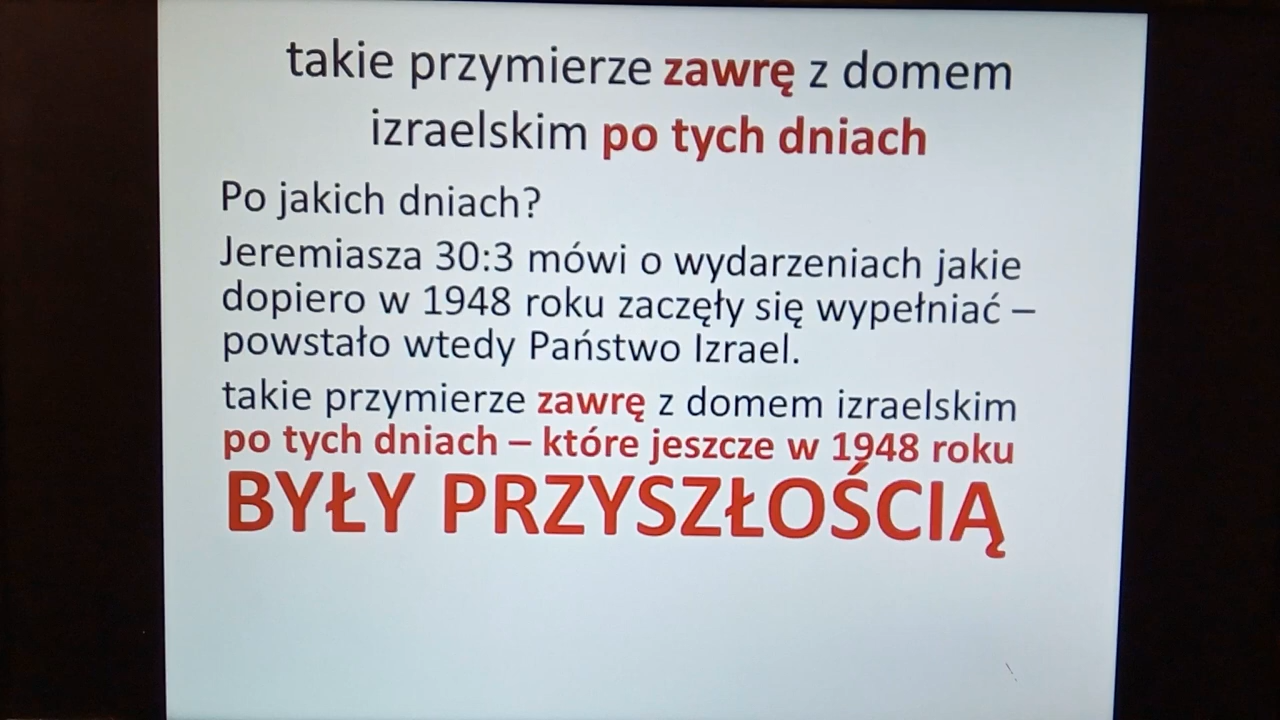 takie przymierze zawrę z domem
izraelskim po tych dniach
Po jakich dniach?
Jeremiasza 30:3 mówi o wydarzeniach jakie
dopiero w 1948 roku zaczęły się wypełniać –
powstało wtedy Państwo Izrael.
takie przymierze zawrę z domem izraelskim
po tych dniach – które jeszcze w 1948 roku
BYŁY PRZYSZŁOŚCIĄ